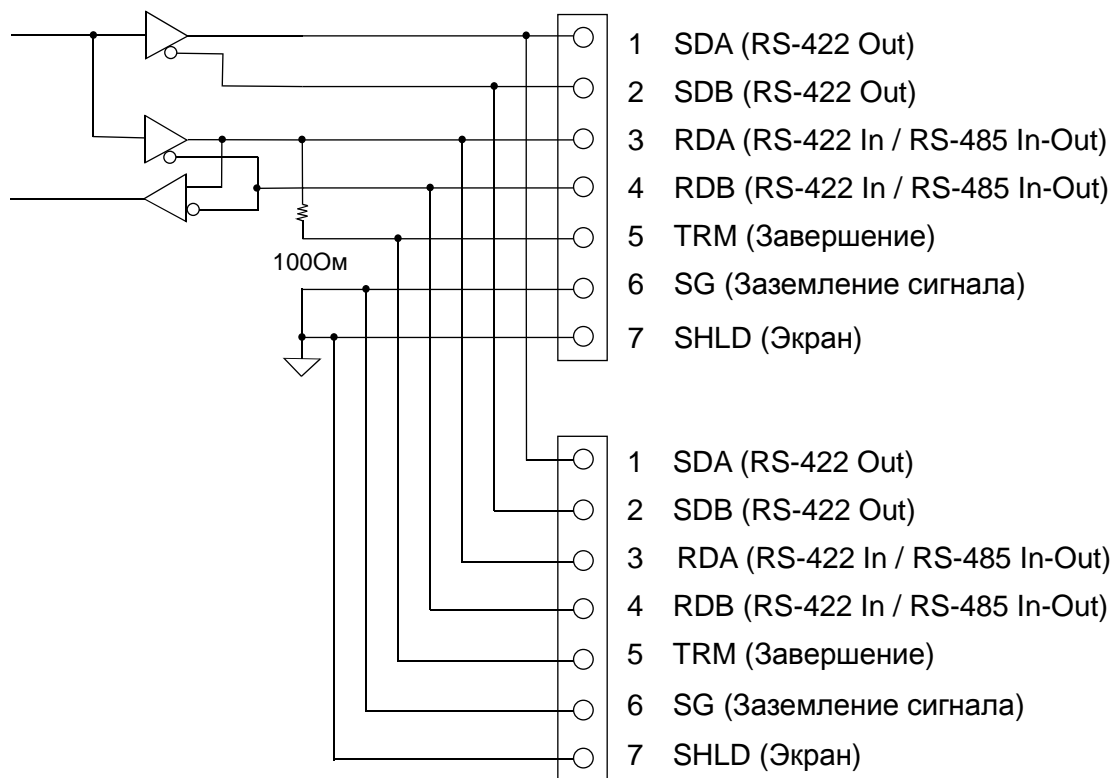 1 SDA (RS-422 Out)
2 SDB (RS-422 Out)
3 RDA (RS-422 In / RS-485 In-Out)
4 RDB (RS-422 In / RS-485 In-Out)
5 TRM (Завершение)
100Ом
6 SG (Заземление сигнала)
7 SHLD (Экран)
1 SDA (RS-422 Out)
2 SDB (RS-422 Out)
3 RDA (RS-422 In / RS-485 In-Out)
4 RDB (RS-422 In / RS-485 In-Out)
5 TRM (Завершение)
6 SG (Заземление сигнала)
7 SHLD (Экран)